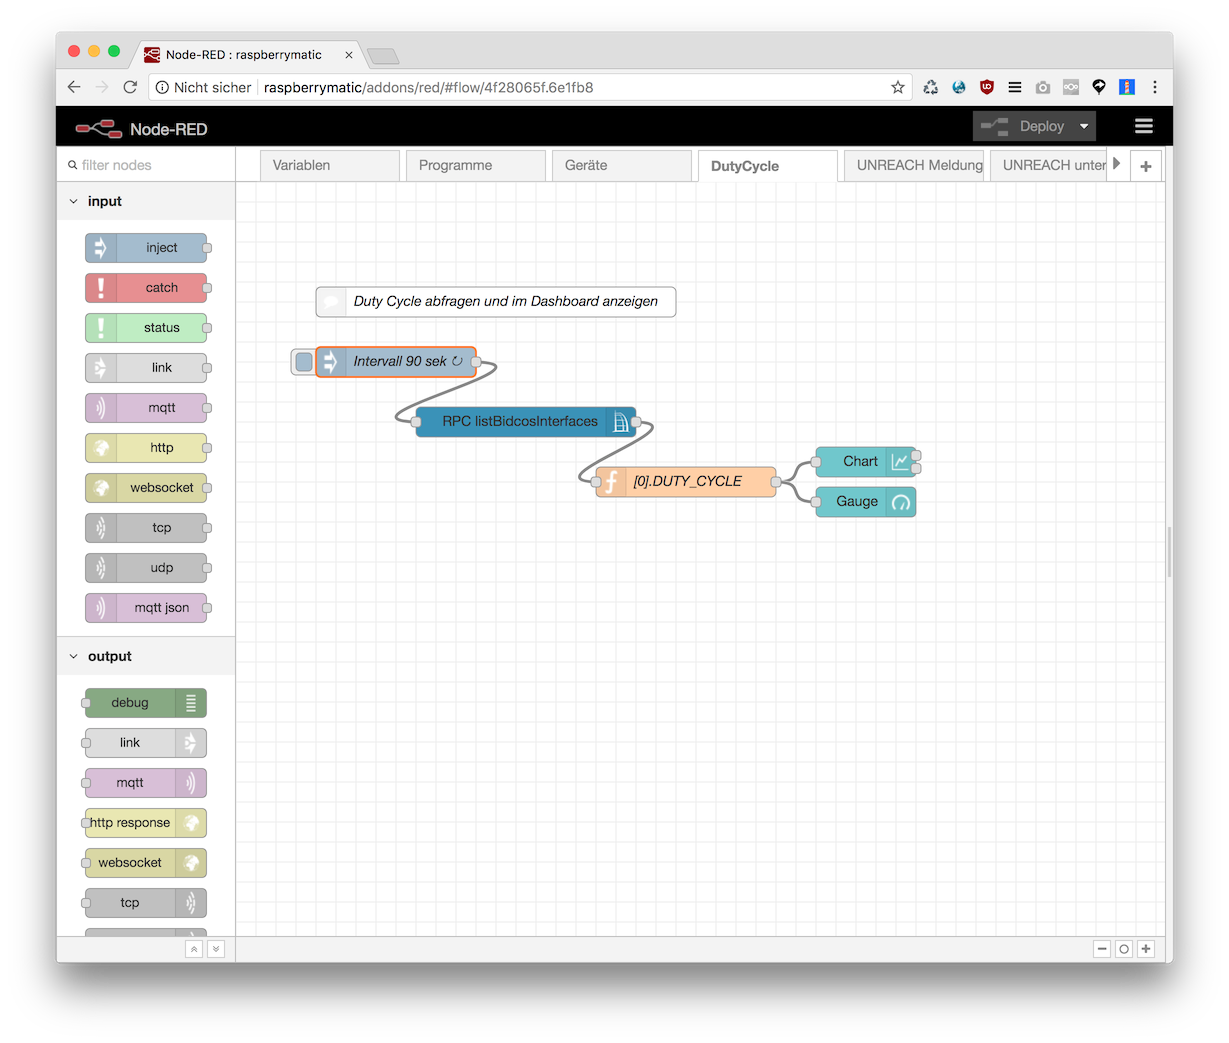 Node-RED : raspberrymatic
Nicht sicher raspberrymatic/addons/red/#flow/4f28065f.6e1fb8
Node-RED
Deploy
filter nodes
Variablen
Programme
Geräte
DutyCycle
UNREACH Meldung
UNREACH unter
input
inject
catch
status
link
mqtt
http
websocket
tcp
udp
mqtt json
output
debug
link
mqtt
http response
websocket
tcp
Duty Cycle abfragen und im Dashboard anzeigen
Intervall 90 sek ↻
RPC listBidcosInterfaces
[0].DUTY_CYCLE
Chart
Gauge